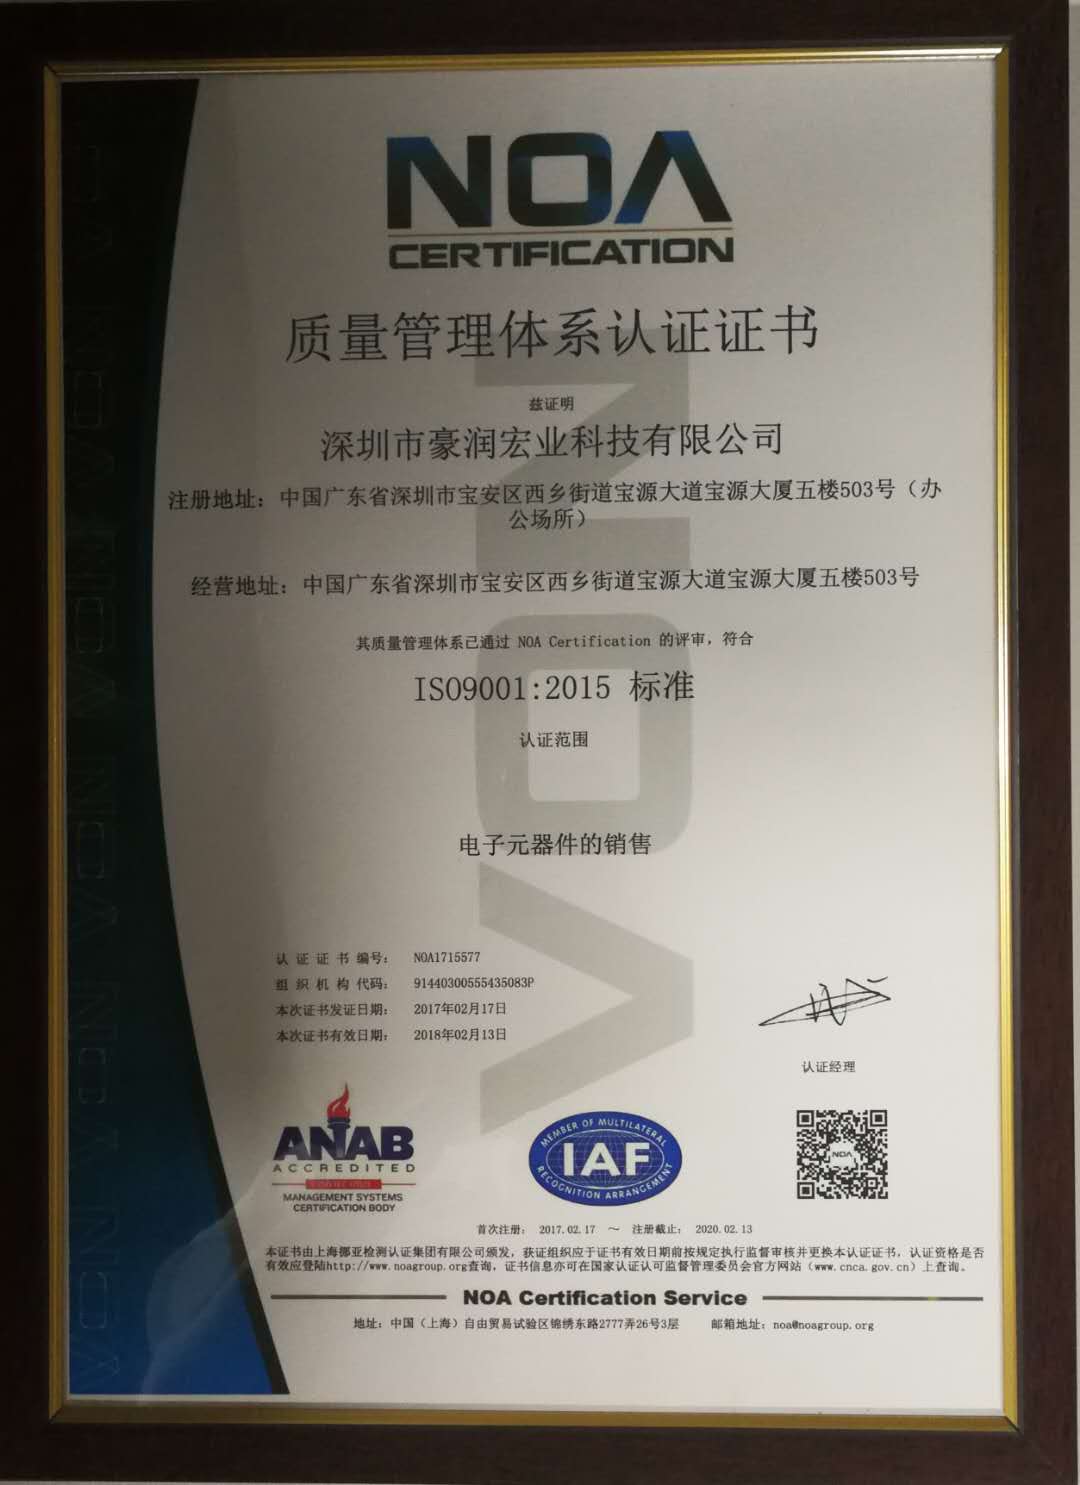 NOA
CERTIFICATION
质量管理体系认证证书
兹证明
深圳市豪润宏业科技有限公司
注册地址：中国广东省深圳市宝安区西乡街道宝源大道宝源大厦五楼503号（办
公场所）
经营地址：中国广东省深圳市宝安区西乡街道宝源大道宝源大厦五楼503号
其质量管理体系已通过 NOA Certification 的评审，符合
ISO9001:2015 标准
认证范围
电子元器件的销售
认证证书编号： NOA1715577
组织机构代码： 91440300555435083P
本次证书发证日期： 2017年02月17日
本次证书有效日期： 2018年02月13日
认证经理
ANAB
ACCREDITED
MANAGEMENT SYSTEMS
CERTIFICATION BODY
MEMBER OF MULTILATERAL
IAF
RECOGNITION ARRANGEMENT
NOA
首次注册： 2017.02.17 ～ 注册截止： 2020.02.13
本证书由上海挪亚检测认证集团有限公司颁发，获证组织应于证书有效日期前按规定执行监督审核并更换本认证证书，认证资格是否
有效应登陆http://www.noagroup.org查询，证书信息亦可在国家认证认可监督管理委员会官方网站（www.cnca.gov.cn）上查询。
NOA Certification Service
地址：中国（上海）自由贸易试验区锦绣东路2777弄26号3层 邮箱地址：noa@noagroup.org